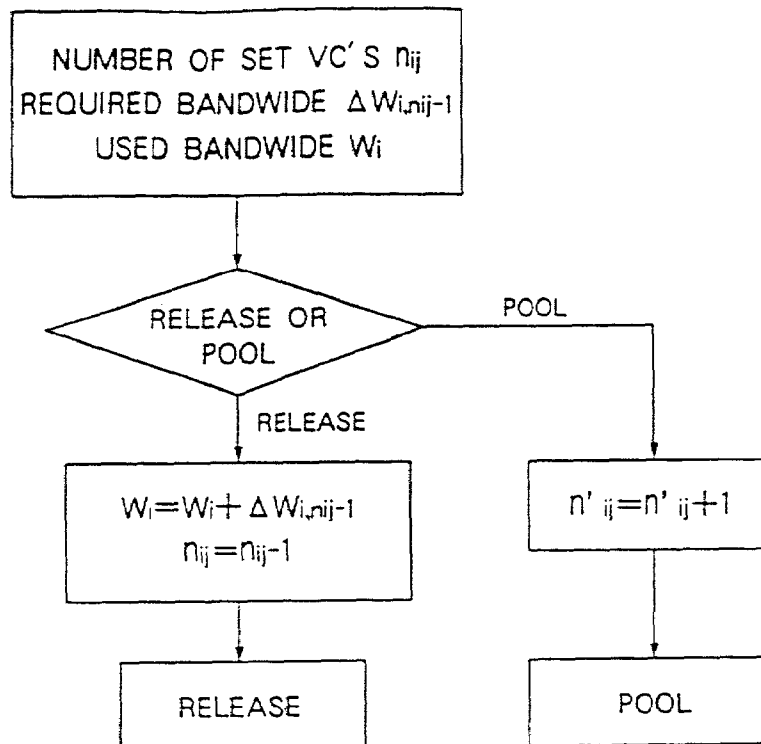 NUMBER OF SET VC'S nij
REQUIRED BANDWIDE ΔWi,nij-1
USED BANDWIDE Wi
RELEASE OR
POOL
POOL
RELEASE
Wi=Wi+ΔWi,nij-1
nij=nij-1
n'ij=n'ij+1
RELEASE
POOL